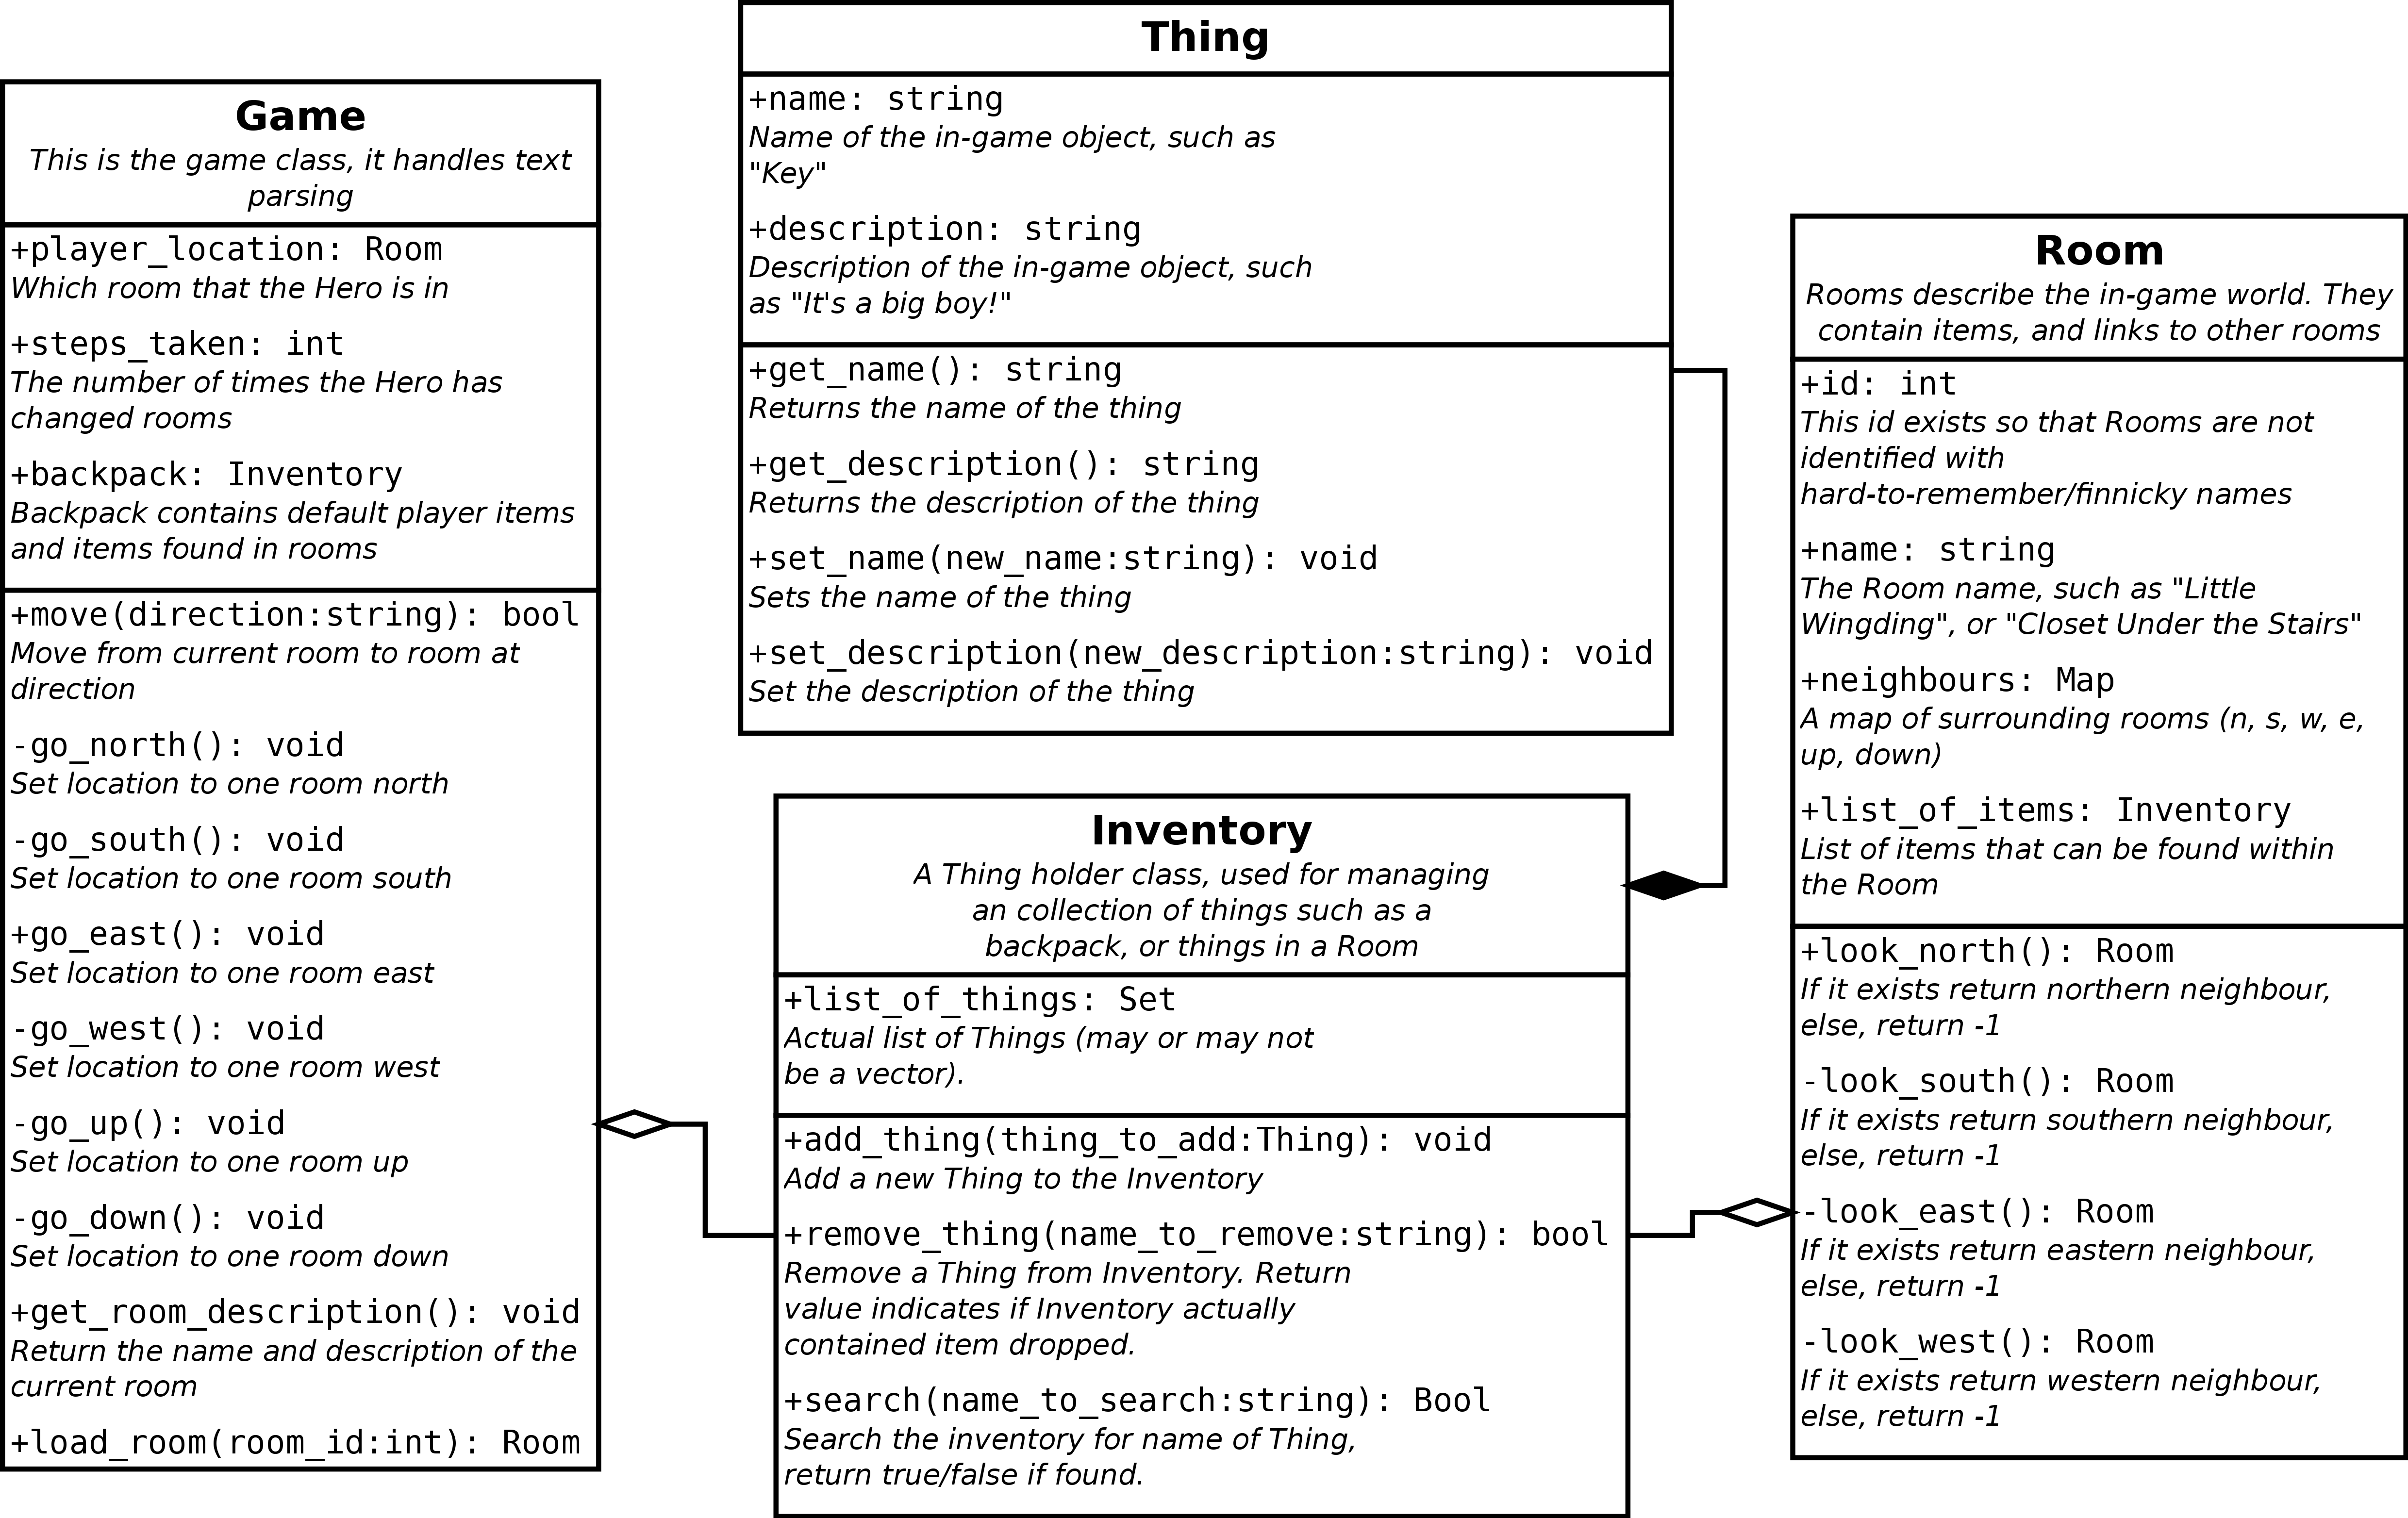 Game
This is the game class, it handles text
parsing
+player_location: Room
Which room that the Hero is in
+steps_taken: int
The number of times the Hero has
changed rooms
+backpack: Inventory
Backpack contains default player items
and items found in rooms
+move(direction:string): bool
Move from current room to room at
direction
-go_north(): void
Set location to one room north
-go_south(): void
Set location to one room south
+go_east(): void
Set location to one room east
-go_west(): void
Set location to one room west
-go_up(): void
Set location to one room up
-go_down(): void
Set location to one room down
+get_room_description(): void
Return the name and description of the
current room
+load_room(room_id:int): Room
Thing
+name: string
Name of the in-game object, such as
"Key"
+description: string
Description of the in-game object, such
as "It's a big boy!"
+get_name(): string
Returns the name of the thing
+get_description(): string
Returns the description of the thing
+set_name(new_name:string): void
Sets the name of the thing
+set_description(new_description:string): void
Set the description of the thing
Inventory
A Thing holder class, used for managing
an collection of things such as a
backpack, or things in a Room
+list_of_things: Set
Actual list of Things (may or may not
be a vector).
+add_thing(thing_to_add:Thing): void
Add a new Thing to the Inventory
+remove_thing(name_to_remove:string): bool
Remove a Thing from Inventory. Return
value indicates if Inventory actually
contained item dropped.
+search(name_to_search:string): Bool
Search the inventory for name of Thing,
return true/false if found.
Room
Rooms describe the in-game world. They
contain items, and links to other rooms
+id: int
This id exists so that Rooms are not
identified with
hard-to-remember/finnicky names
+name: string
The Room name, such as "Little
Wingding", or "Closet Under the Stairs"
+neighbours: Map
A map of surrounding rooms (n, s, w, e,
up, down)
+list_of_items: Inventory
List of items that can be found within
the Room
+look_north(): Room
If it exists return northern neighbour,
else, return -1
-look_south(): Room
If it exists return southern neighbour,
else, return -1
-look_east(): Room
If it exists return eastern neighbour,
else, return -1
-look_west(): Room
If it exists return western neighbour,
else, return -1